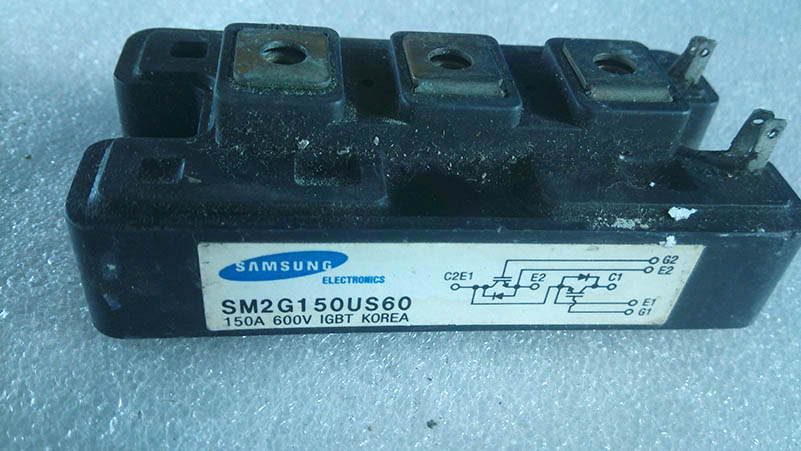 SAMSUNG
ELECTRONICS
SM2G150US60
150A 600V IGBT KOREA
C2E1
E2
C1
G2
E2
E1
G1